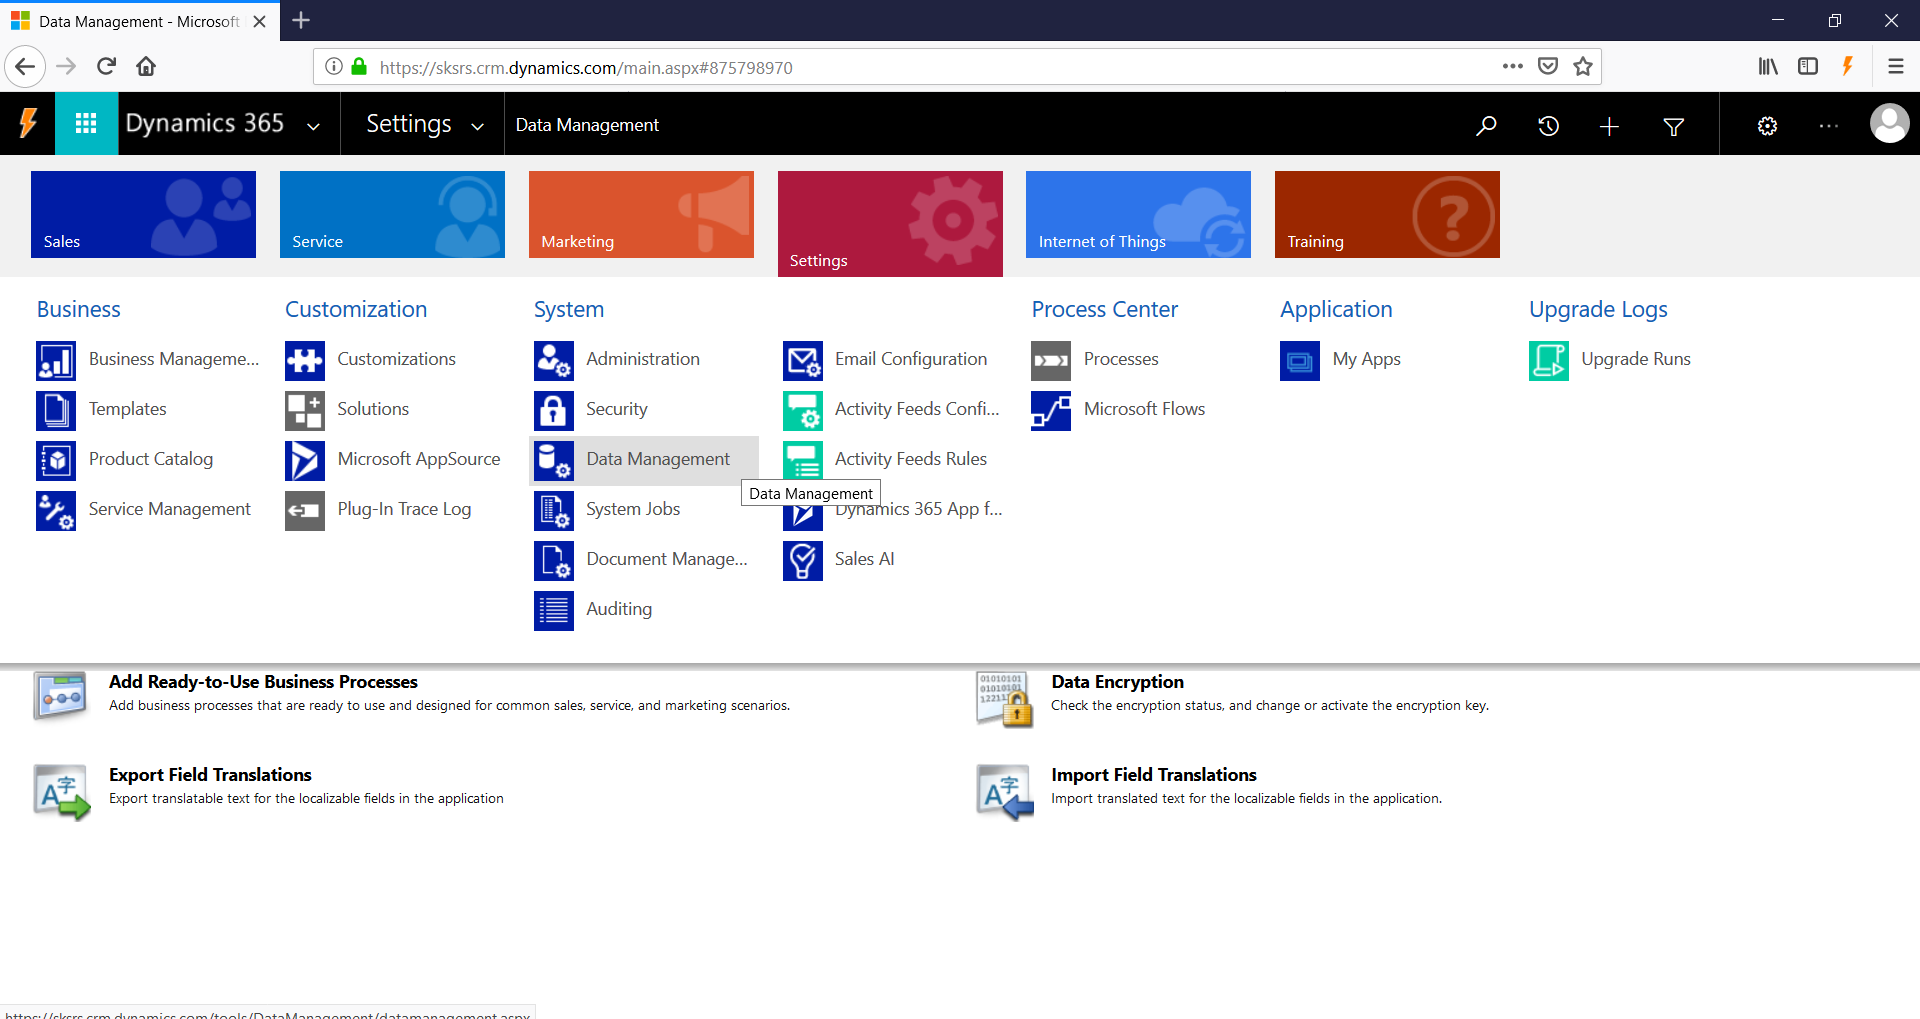 Data Management - Microsoft
https://sksrs.crm.dynamics.com/main.aspx#875798970
Dynamics 365
Settings
Data Management
Sales
Service
Marketing
Settings
Internet of Things
Training
Business
Customization
System
Process Center
Application
Upgrade Logs
Business Manageme...
Customizations
Administration
Email Configuration
Processes
My Apps
Upgrade Runs
Templates
Solutions
Security
Activity Feeds Confi...
Microsoft Flows
Product Catalog
Microsoft AppSource
Data Management
Activity Feeds Rules
Data Management
Service Management
Plug-In Trace Log
System Jobs
Dynamics 365 App f...
Document Manage...
Sales AI
Auditing
Add Ready-to-Use Business Processes
Add business processes that are ready to use and designed for common sales, service, and marketing scenarios.
Data Encryption
Check the encryption status, and change or activate the encryption key.
Export Field Translations
Export translatable text for the localizable fields in the application
Import Field Translations
Import translated text for the localizable fields in the application.
https://sksrs.crm.dynamics.com/tools/DataManagement/datamanagement.aspx